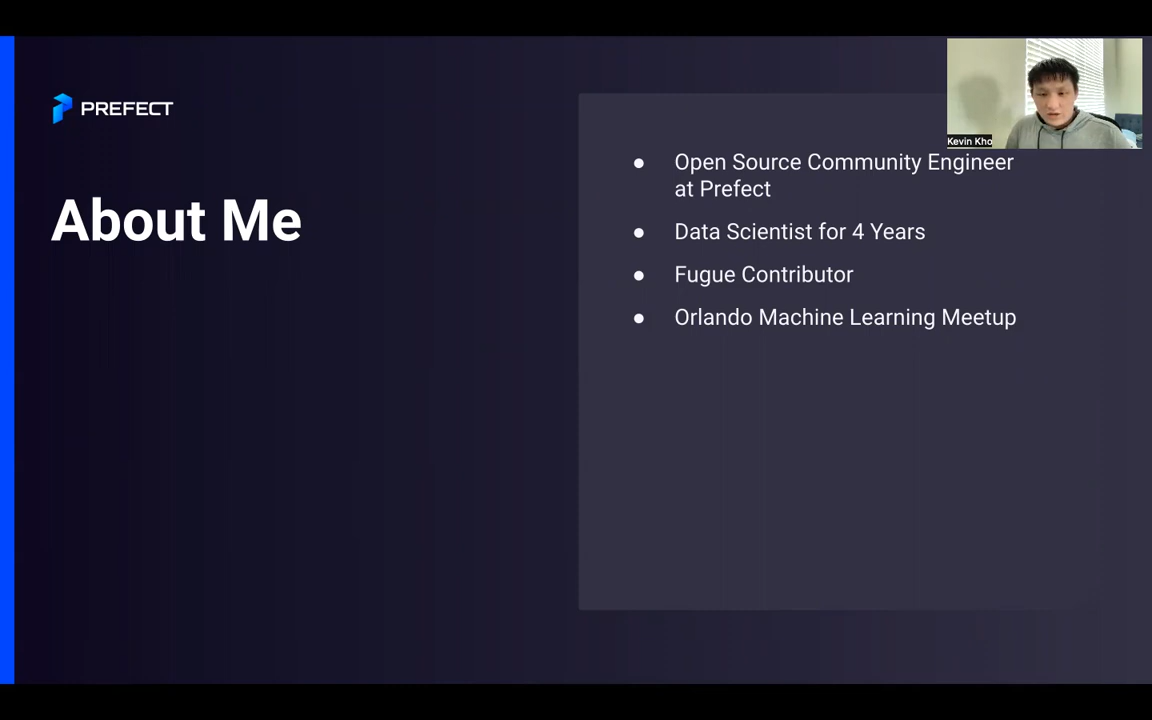 PREFECT
About Me
● Open Source Community Engineer
at Prefect
● Data Scientist for 4 Years
● Fugue Contributor
● Orlando Machine Learning Meetup
Kevin Kho